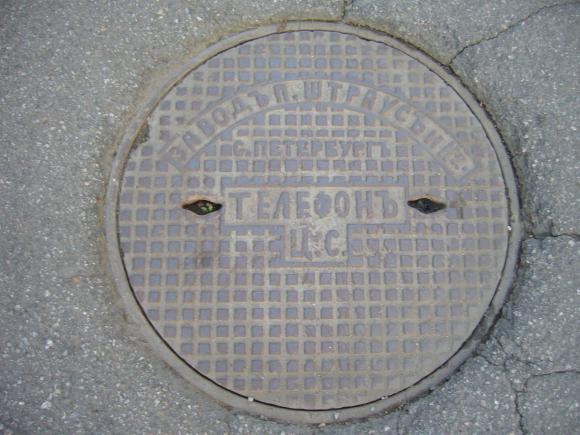 ЗАВОДЪ П. ШТРАУСЪ
С. ПЕТЕРБУРГЪ
ТЕЛЕФОНЪ
Ц.С.